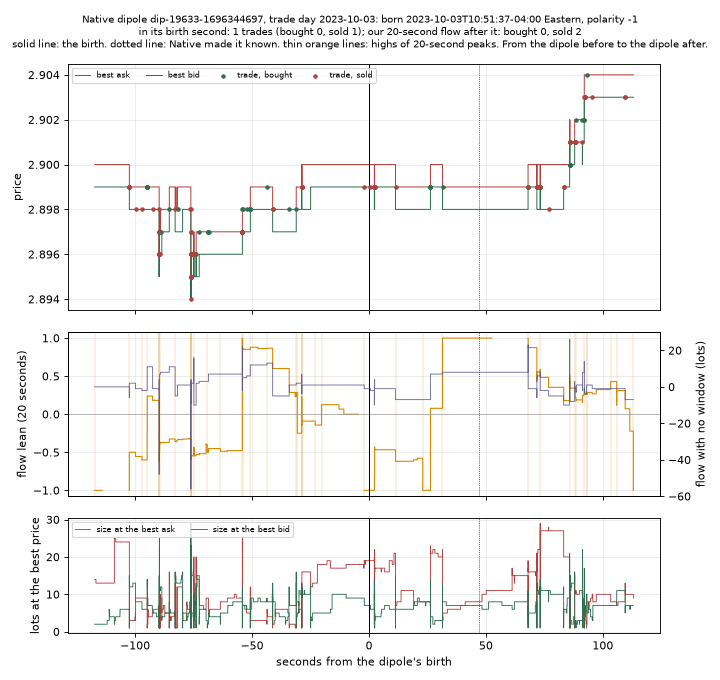 Native dipole dip-19633-1696344697, trade day 2023-10-03: born 2023-10-03T10:51:37-04:00 Eastern, polarity -1
in its birth second: 1 trades (bought 0, sold 1); our 20-second flow after it: bought 0, sold 2
solid line: the birth. dotted line: Native made it known. thin orange lines: highs of 20-second peaks. From the dipole before to the dipole after.
best ask
best bid
trade, bought
trade, sold
2.904
2.902
2.900
2.898
2.896
2.894
price
1.0
0.5
0.0
−0.5
−1.0
flow lean (20 seconds)
20
0
−20
−40
−60
flow with no window (lots)
size at the best ask
size at the best bid
30
20
10
0
lots at the best price
−100
−50
0
50
100
seconds from the dipole's birth